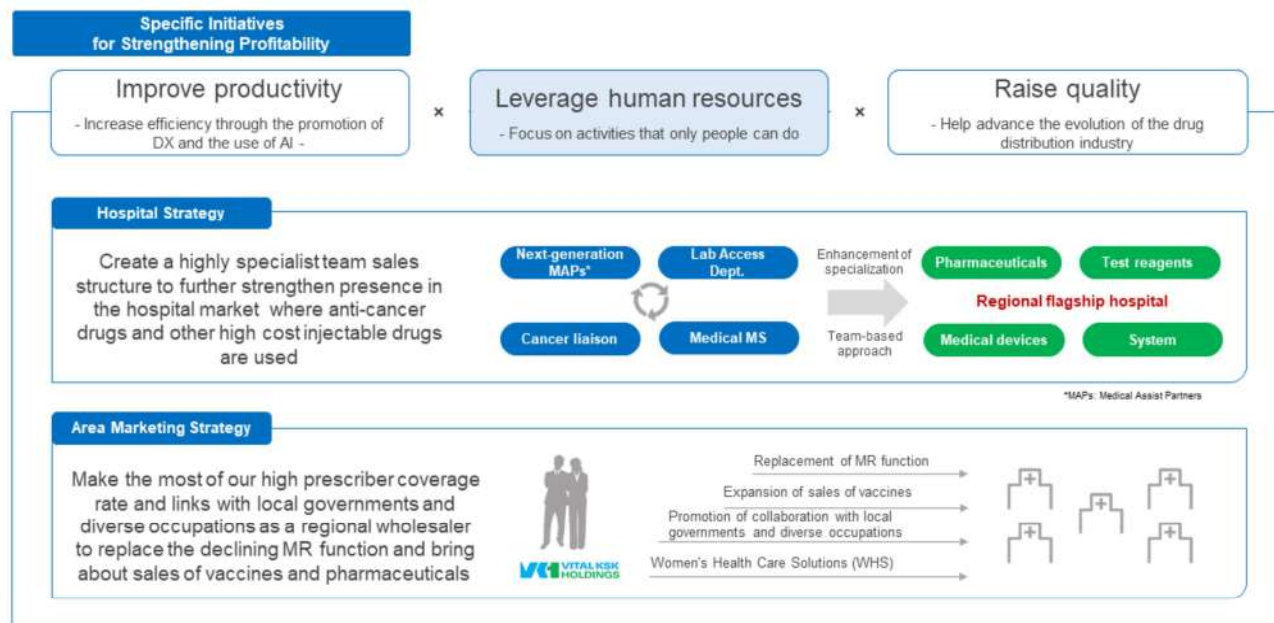 Specific Initiatives
for Strengthening Profitability
Improve productivity
- Increase efficiency through the promotion of
DX and the use of AI -
×
Leverage human resources
- Focus on activities that only people can do
×
Raise quality
- Help advance the evolution of the drug
distribution industry
Hospital Strategy
Create a highly specialist team sales
structure to further strengthen presence in
the hospital market where anti-cancer
drugs and other high cost injectable drugs
are used
Next-generation
MAPs*
Lab Access
Dept.
Cancer liaison
Medical MS
Enhancement of
specialization
Team-based
approach
Pharmaceuticals
Test reagents
Regional flagship hospital
Medical devices
System
*MAPs: Medical Assist Partners
Area Marketing Strategy
Make the most of our high prescriber coverage
rate and links with local governments and
diverse occupations as a regional wholesaler
to replace the declining MR function and bring
about sales of vaccines and pharmaceuticals
VITAL KSK
HOLDINGS
Replacement of MR function
Expansion of sales of vaccines
Promotion of collaboration with local
governments and diverse occupations
Women's Health Care Solutions (WHS)